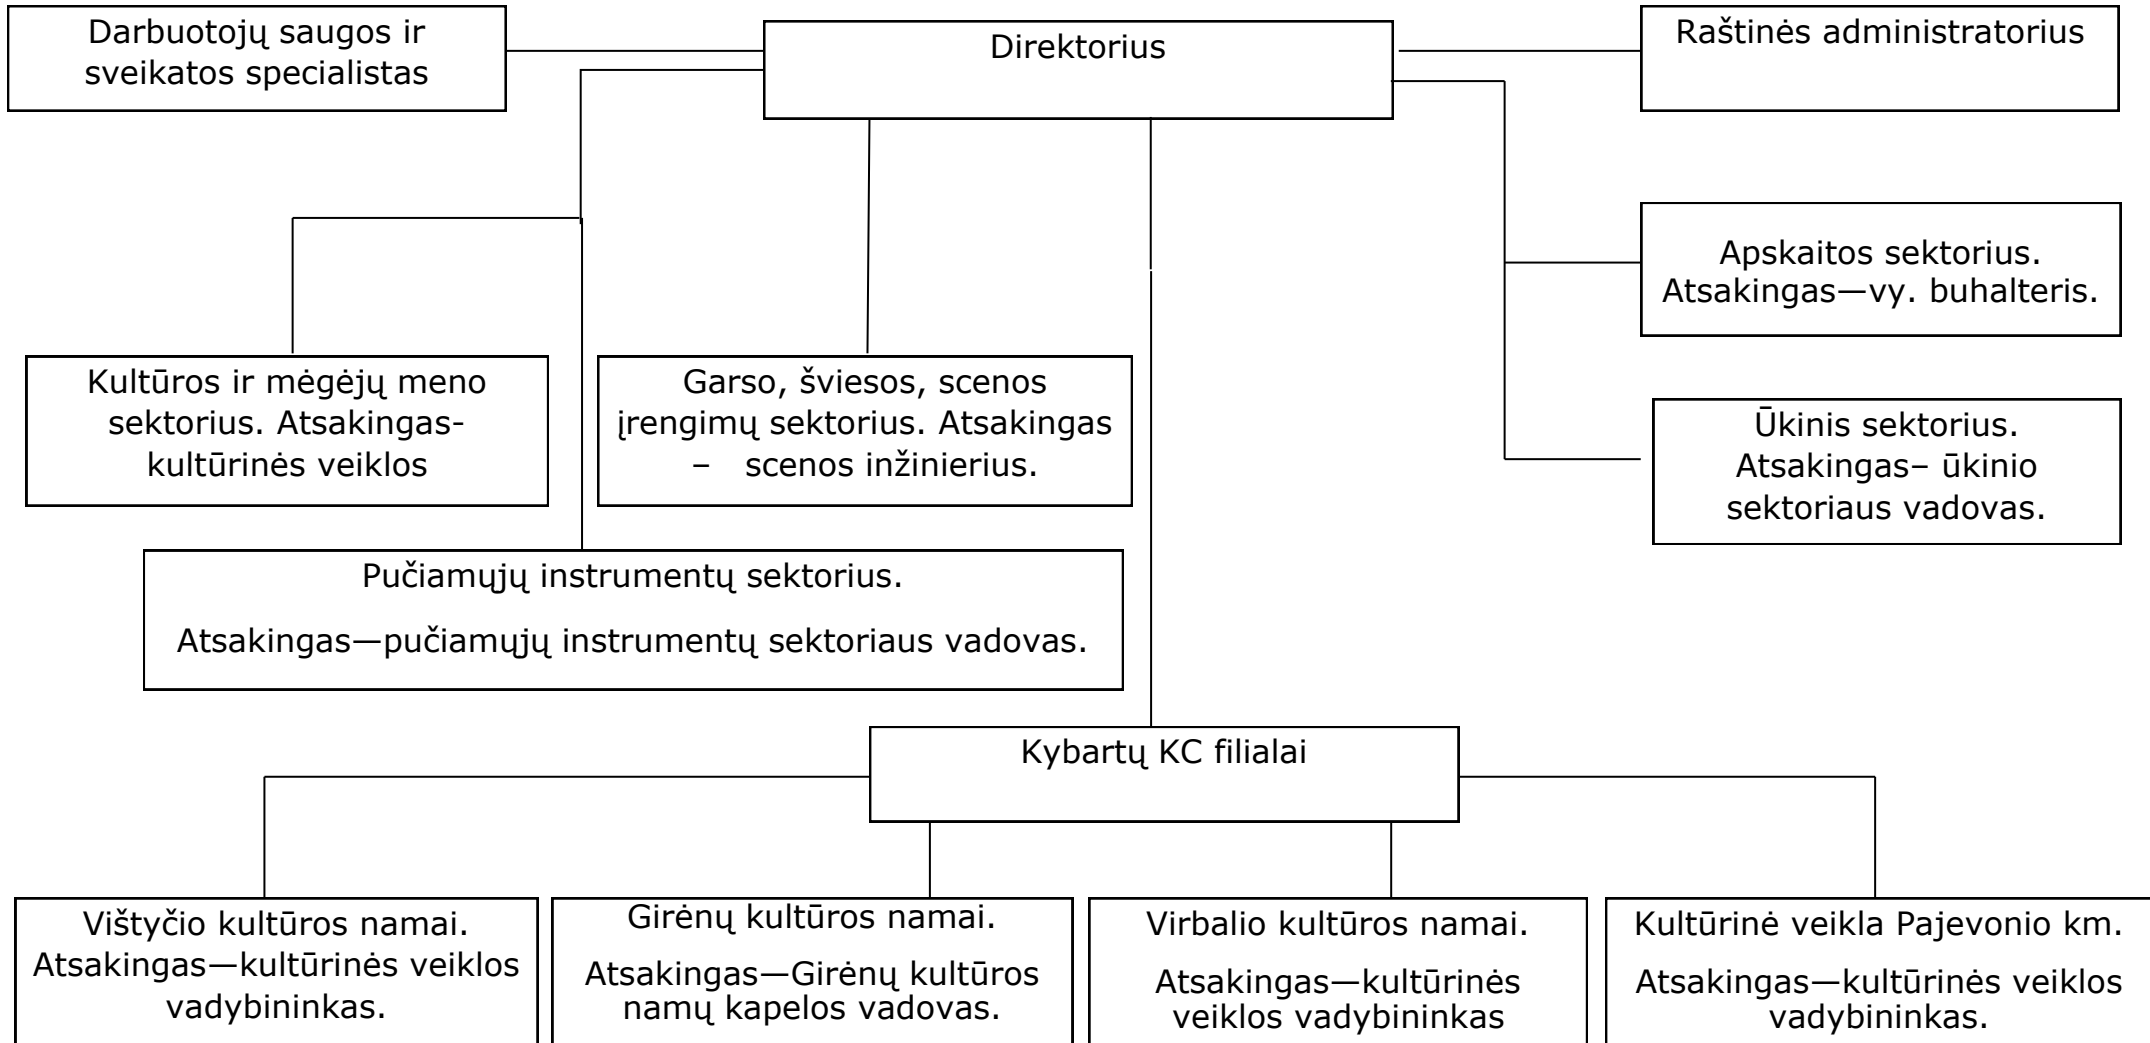 Darbuotojų saugos ir
sveikatos specialistas
Direktorius
Raštinės administratorius
Apskaitos sektorius.
Atsakingas—vy. buhalteris.
Kultūros ir mėgėjų meno
sektorius. Atsakingas-
kultūrinės veiklos
Garso, šviesos, scenos
įrengimų sektorius. Atsakingas
– scenos inžinierius.
Ūkinis sektorius.
Atsakingas– ūkinio
sektoriaus vadovas.
Pučiamųjų instrumentų sektorius.
Atsakingas—pučiamųjų instrumentų sektoriaus vadovas.
Kybartų KC filialai
Vištyčio kultūros namai.
Atsakingas—kultūrinės veiklos
vadybininkas.
Girėnų kultūros namai.
Atsakingas—Girėnų kultūros
namų kapelos vadovas.
Virbalio kultūros namai.
Atsakingas—kultūrinės
veiklos vadybininkas
Kultūrinė veikla Pajevonio km.
Atsakingas—kultūrinės veiklos
vadybininkas.